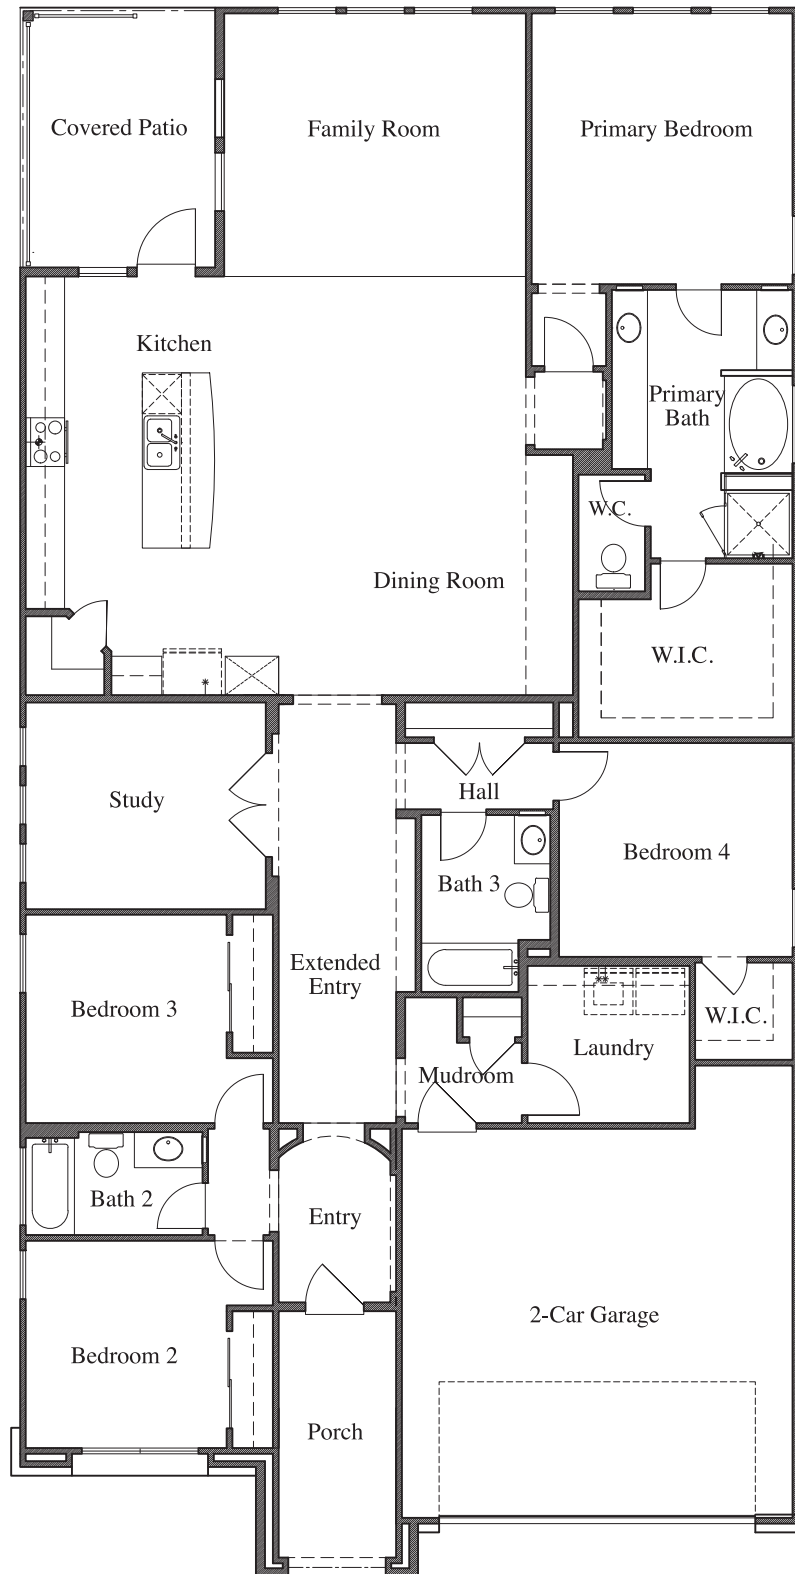 Covered Patio
Family Room
Primary Bedroom
Kitchen
Primary
Bath
W.C.
Dining Room
W.I.C.
Study
Hall
Bedroom 4
Bath 3
Extended
Entry
Bedroom 3
W.I.C.
Laundry
Mudroom
Bath 2
Entry
2-Car Garage
Bedroom 2
Porch